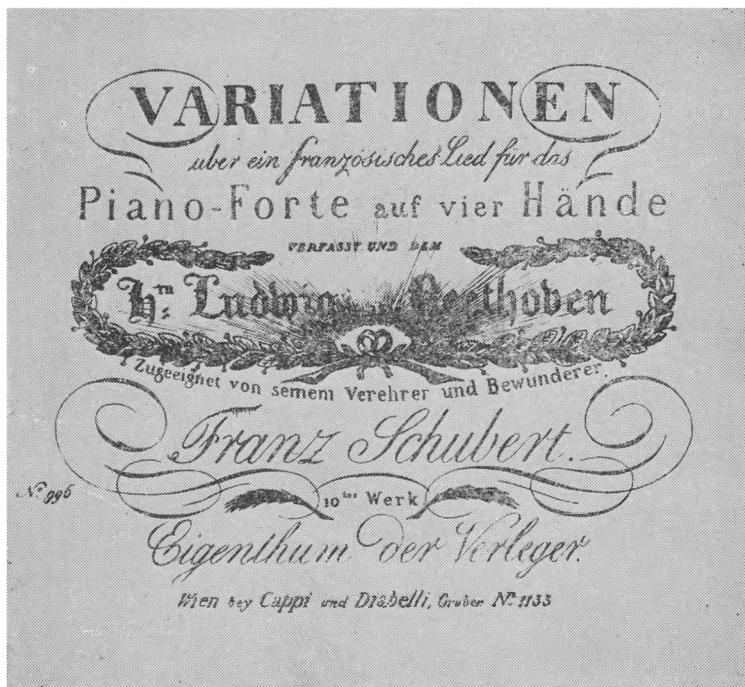 VARIATIONEN
uber ein französisches Lied für das
Piano-Forte auf vier Hände
VERFASST UND DEM
Hrn Ludwig Beethoven
Zugeeignet von seinem Verehrer und Bewunderer.
Franz Schubert.
No 996
10tes Werk
Eigenthum der Verleger.
Wien bey Cappi und Diabelli, Graben No 1133